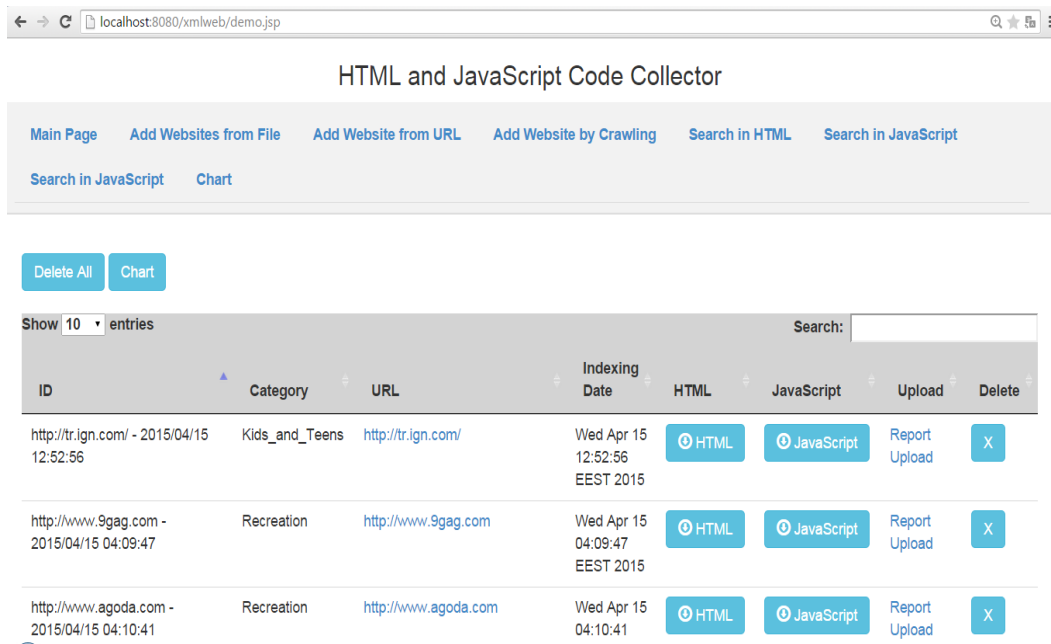 localhost:8080/xmlweb/demo.jsp
HTML and JavaScript Code Collector
Main Page Add Websites from File Add Website from URL Add Website by Crawling Search in HTML Search in JavaScript
Search in JavaScript Chart
Delete All Chart
Show 10 entries Search:
ID Category URL Indexing Date HTML JavaScript Upload Delete
http://tr.ign.com/ - 2015/04/15 Kids_and_Teens http://tr.ign.com/ Wed Apr 15 HTML JavaScript Report X
12:52:56 12:52:56 Upload
EEST 2015
http://www.9gag.com - Recreation http://www.9gag.com Wed Apr 15 HTML JavaScript Report X
2015/04/15 04:09:47 04:09:47 Upload
EEST 2015
http://www.agoda.com - Recreation http://www.agoda.com Wed Apr 15 HTML JavaScript Report X
2015/04/15 04:10:41 04:10:41 Upload